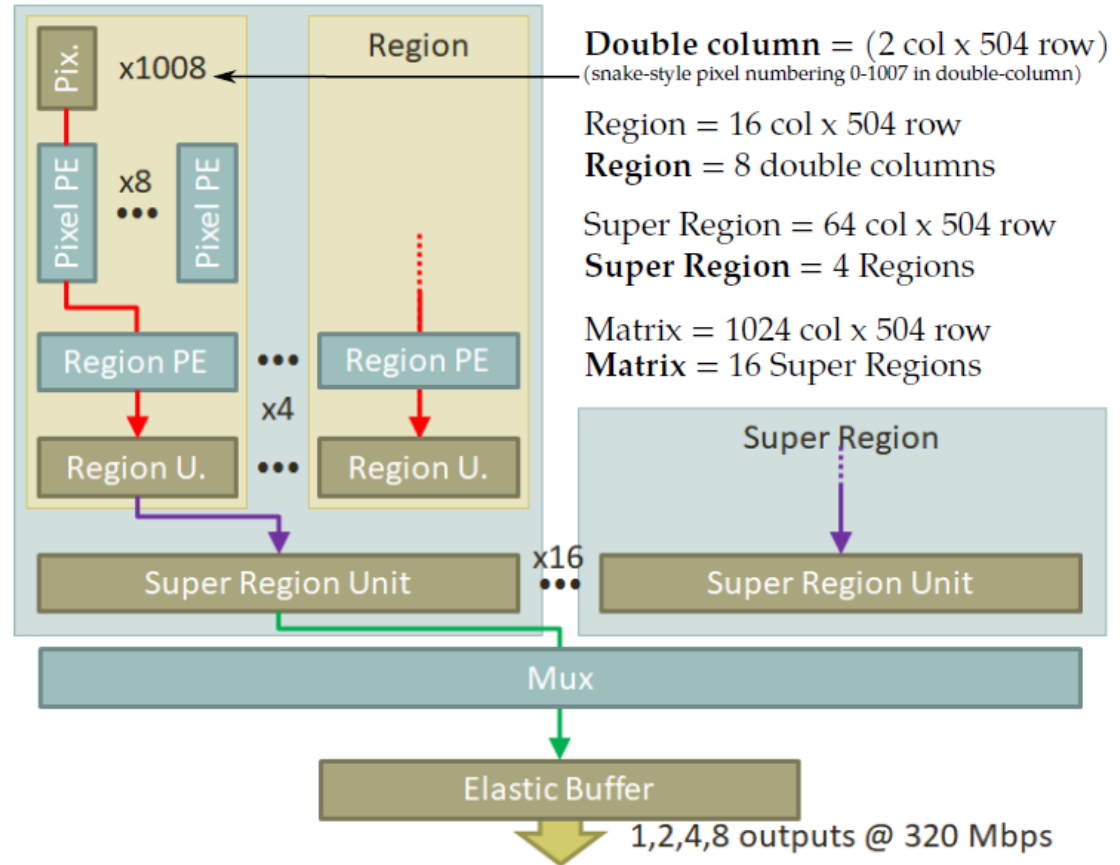 Pix.
x1008
Region
Double column = (2 col x 504 row)
(snake-style pixel numbering 0-1007 in double-column)
Region = 16 col x 504 row
Region = 8 double columns
Super Region = 64 col x 504 row
Super Region = 4 Regions
Matrix = 1024 col x 504 row
Matrix = 16 Super Regions
Pixel PE
x8
•••
Pixel PE
Region PE
•••
Region PE
x4
Region U.
•••
Region U.
Super Region
Super Region Unit
x16
•••
Super Region Unit
Mux
Elastic Buffer
1,2,4,8 outputs @ 320 Mbps